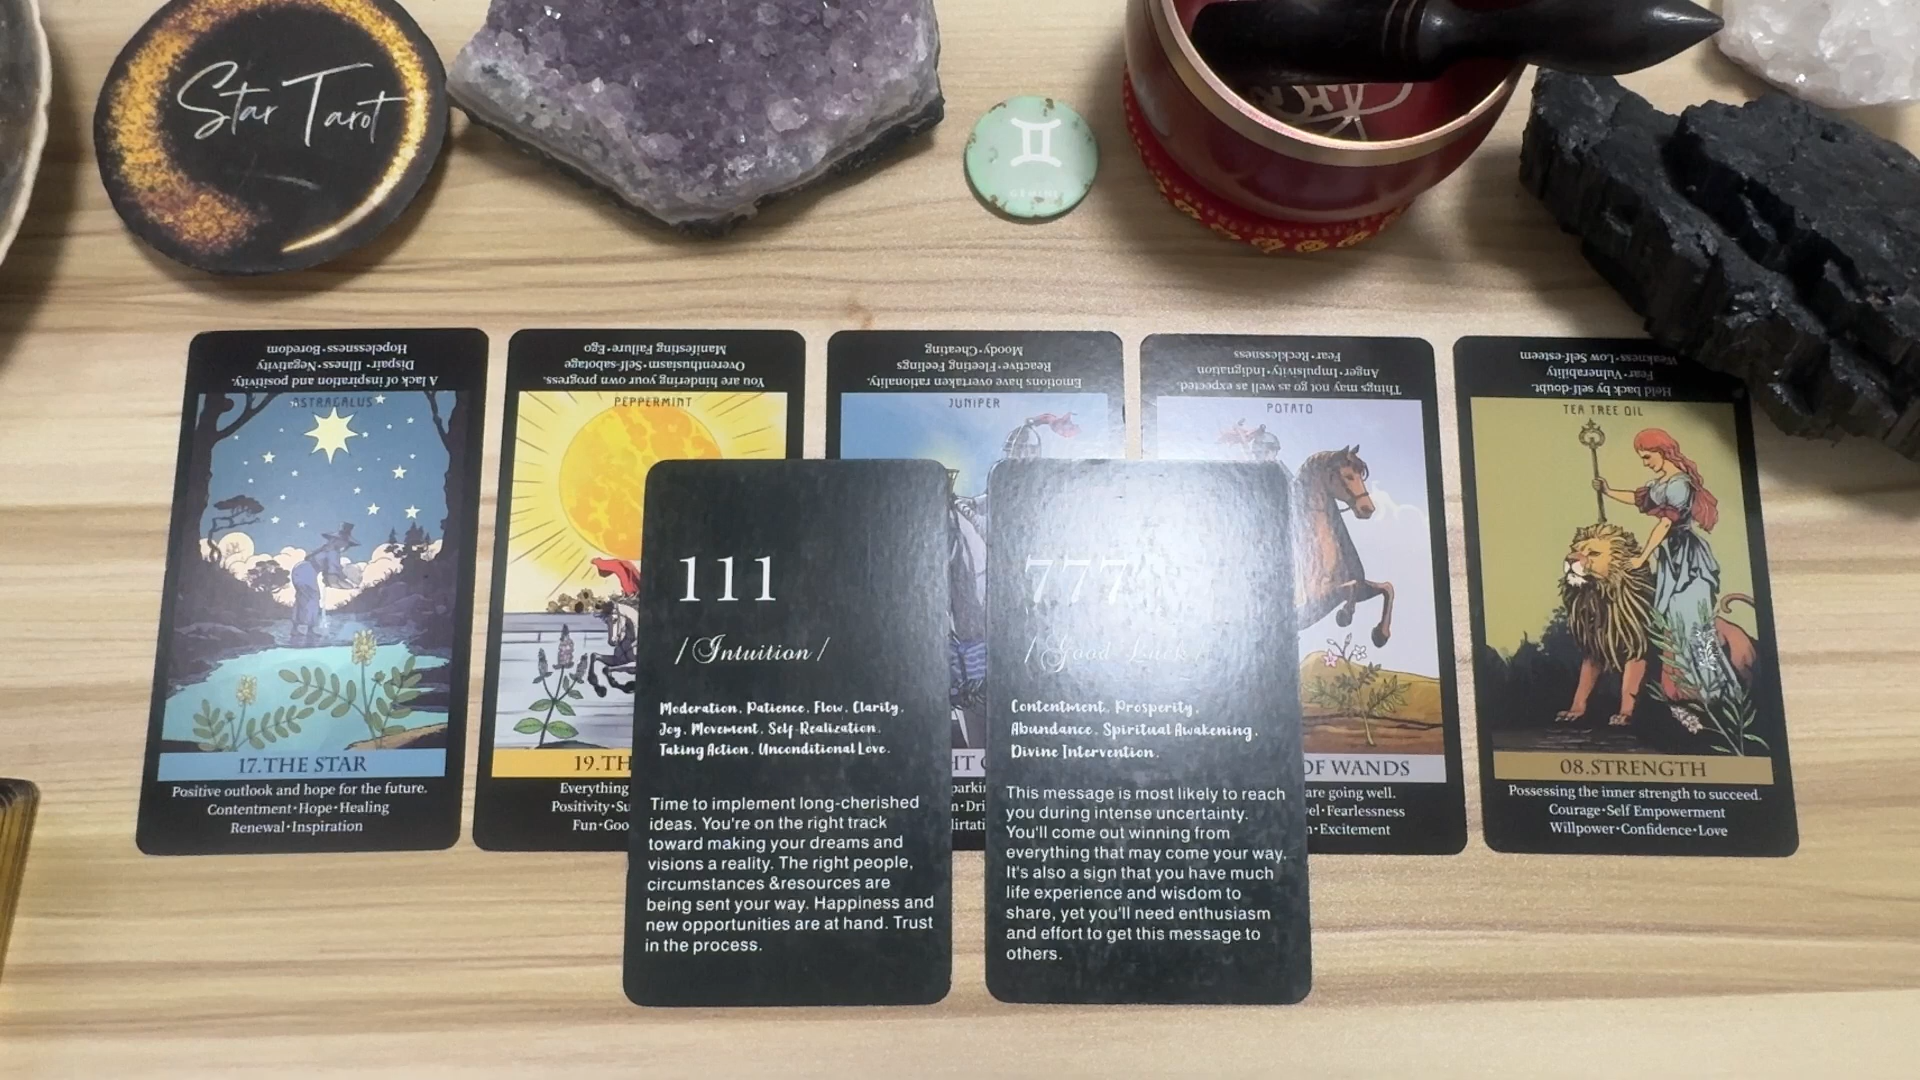 Star Tarot
GEMINI
A lack of inspiration and positivity.
Dispair • Illness • Negativity
Hopelessness • Boredom
ASTRAGALUS
17.THE STAR
Positive outlook and hope for the future.
Contentment • Hope • Healing
Renewal • Inspiration
You are hindering your own progress.
Overenthusiasm • Self-sabotage
Manifesting Failure • Ego
PEPPERMINT
19.TH
Everything
Positivity • Su
Fun • Goo
Emotions have overtaken rationality.
Reactive • Fleeting Feelings
Moody • Cheating
JUNIPER
Things may not go as well as expected
Anger • Impulsivity • Indignation
Fear • Recklessness
POTATO
OF WANDS
are going well.
el • Fearlessness
• Excitement
Held back by self-doubt.
Fear • Vulnerability
Weakness • Low Self-esteem
TEA TREE OIL
08.STRENGTH
Possessing the inner strength to succeed.
Courage • Self Empowerment
Willpower • Confidence • Love
111
/Intuition/
Moderation, Patience, Flow, Clarity,
Joy, Movement, Self-Realization,
Taking Action, Unconditional Love.
Time to implement long-cherished
ideas. You're on the right track
toward making your dreams and
visions a reality. The right people,
circumstances &resources are
being sent your way. Happiness and
new opportunities are at hand. Trust
in the process.
777
/Good Luck/
Contentment, Prosperity,
Abundance, Spiritual Awakening,
Divine Intervention.
This message is most likely to reach
you during intense uncertainty.
You'll come out winning from
everything that may come your way.
It's also a sign that you have much
life experience and wisdom to
share, yet you'll need enthusiasm
and effort to get this message to
others.